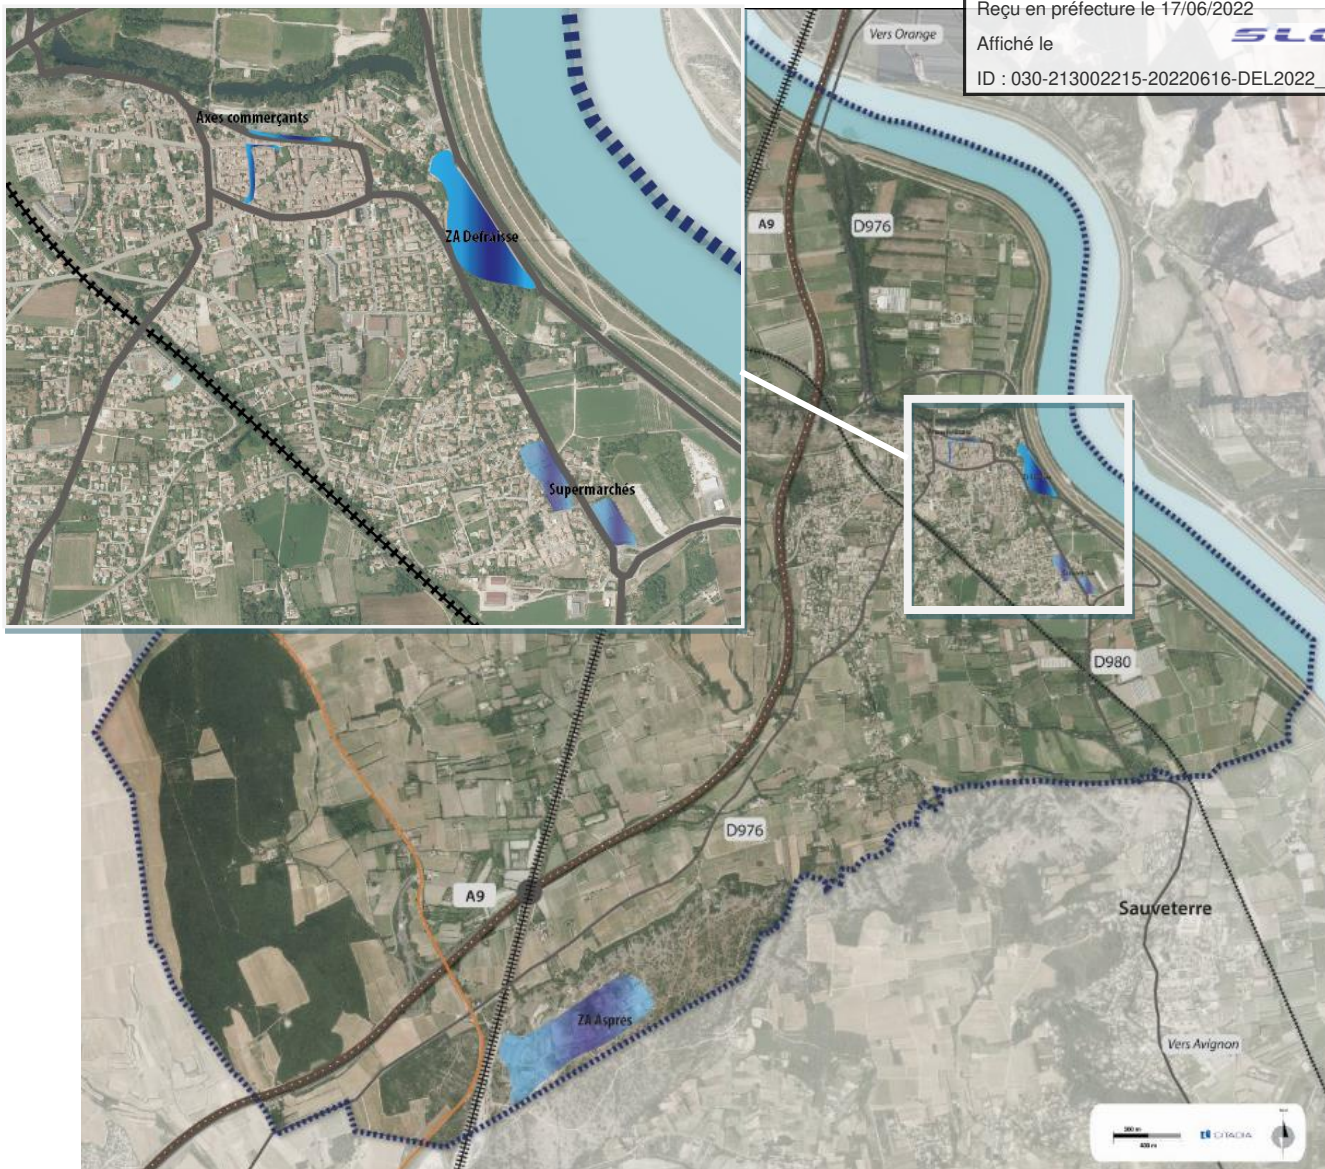 Reçu en préfecture le 17/06/2022
Affiché le
ID : 030-213002215-20220616-DEL2022_
Vers Orange
Axes commerçants
A9
D976
ZA Defraisse
Supermarchés
D980
D976
A9
Sauveterre
ZA Aspres
Vers Avignon
CITADIA